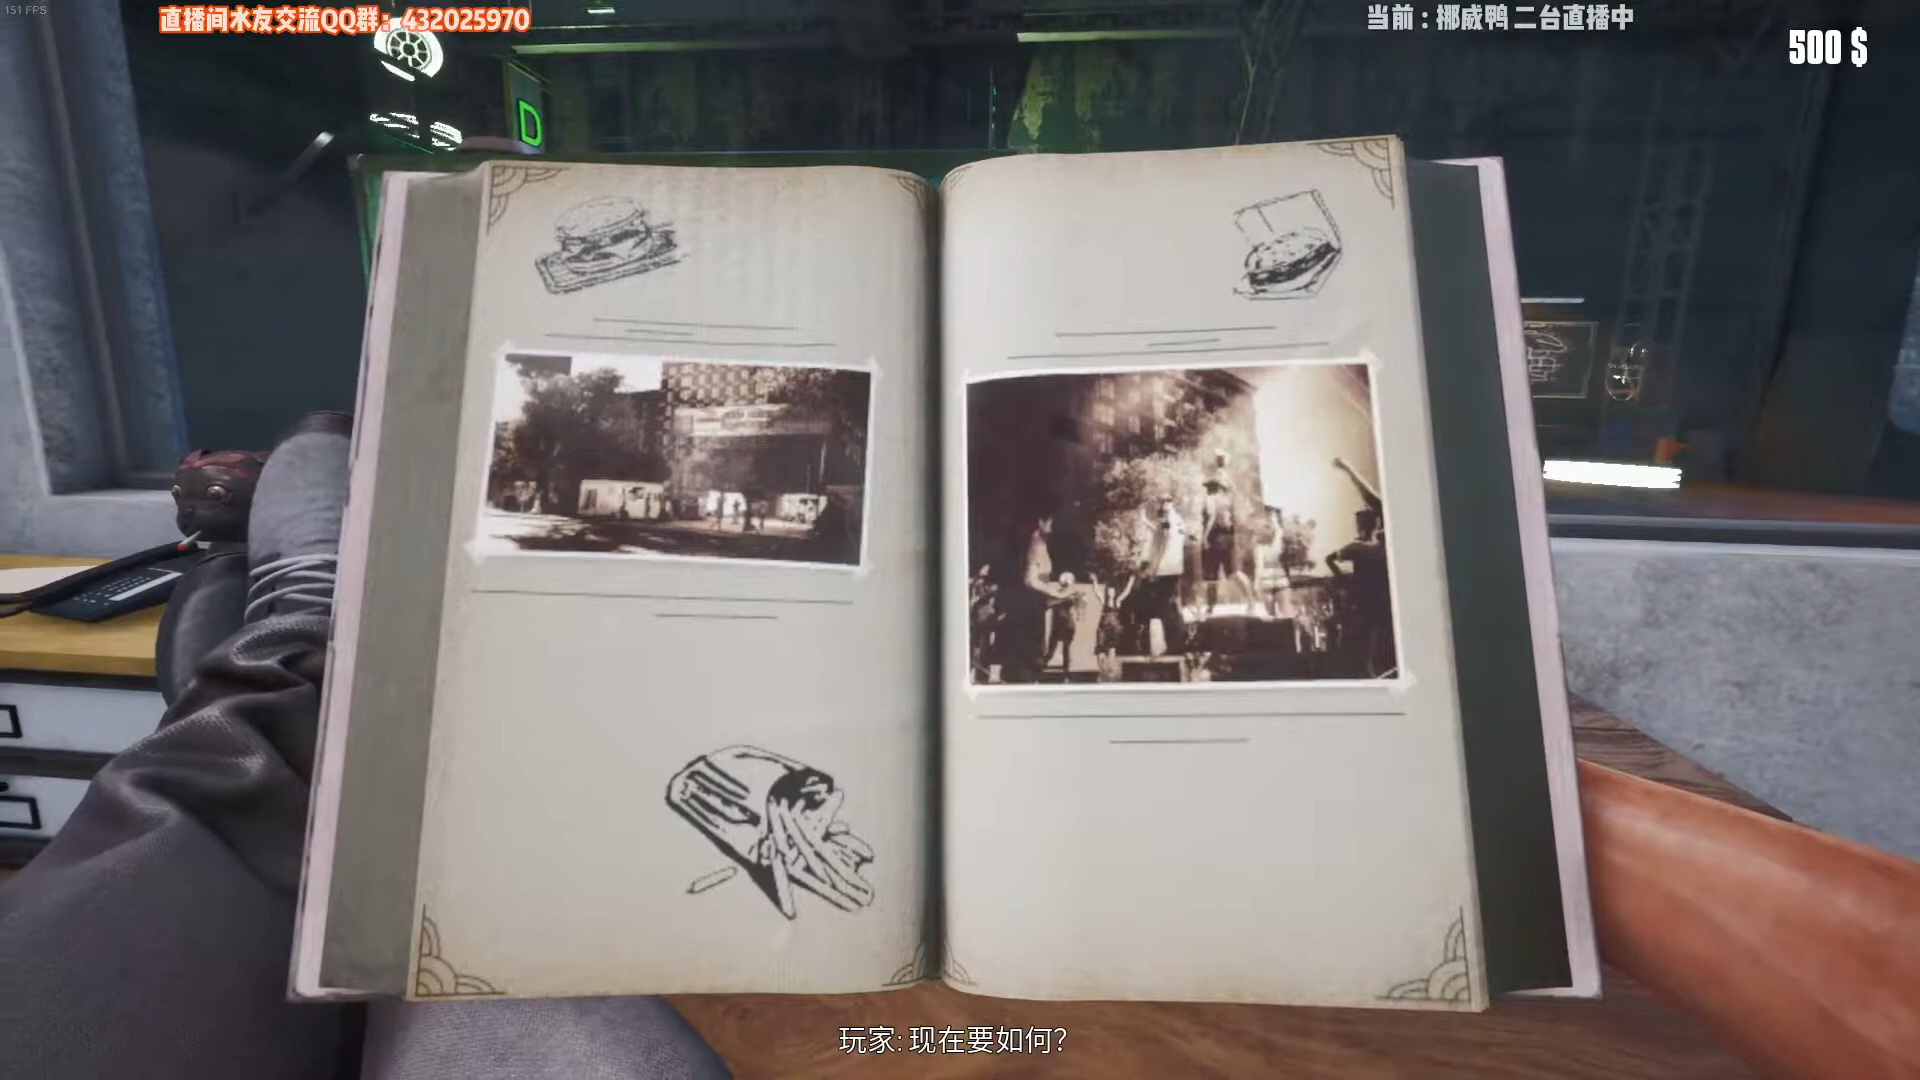 151 FPS
直播间水友交流QQ群：432025970
当前：挪威鸭 二台直播中
500 $
D
玩家: 现在要如何?